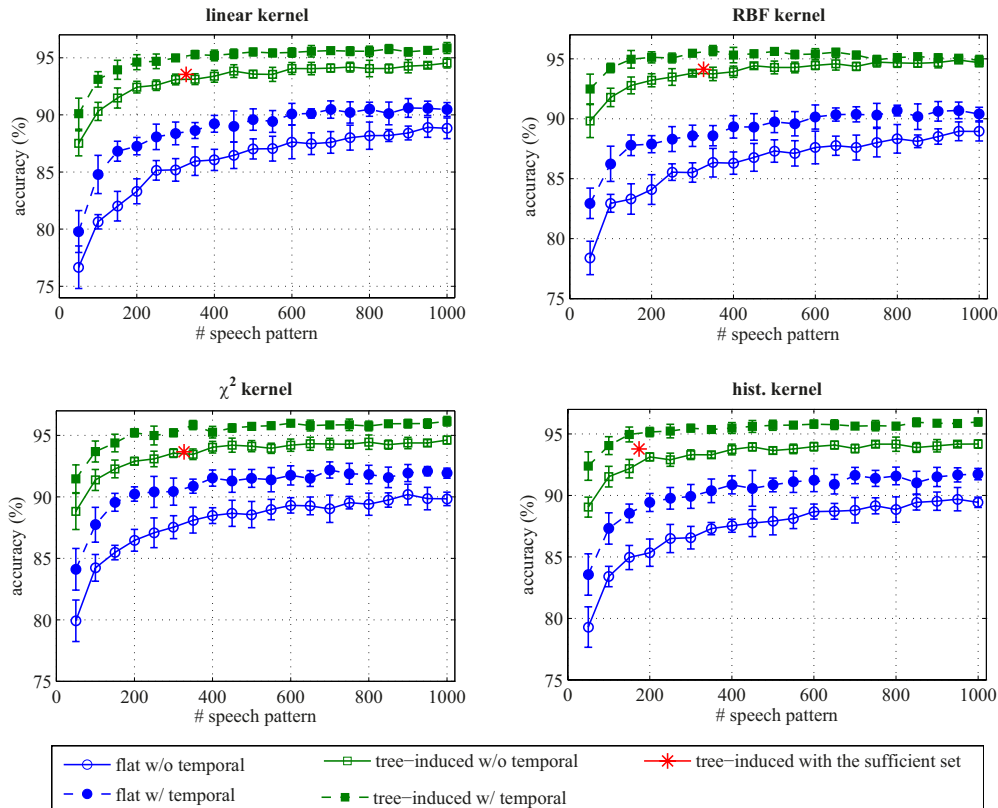 linear kernel
95
90
85
80
75
accuracy (%)
0 200 400 600 800 1000
# speech pattern
RBF kernel
95
90
85
80
75
accuracy (%)
0 200 400 600 800 1000
# speech pattern
χ² kernel
95
90
85
80
75
accuracy (%)
0 200 400 600 800 1000
# speech pattern
hist. kernel
95
90
85
80
75
accuracy (%)
0 200 400 600 800 1000
# speech pattern
flat w/o temporal
tree−induced w/o temporal
tree−induced with the sufficient set
flat w/ temporal
tree−induced w/ temporal